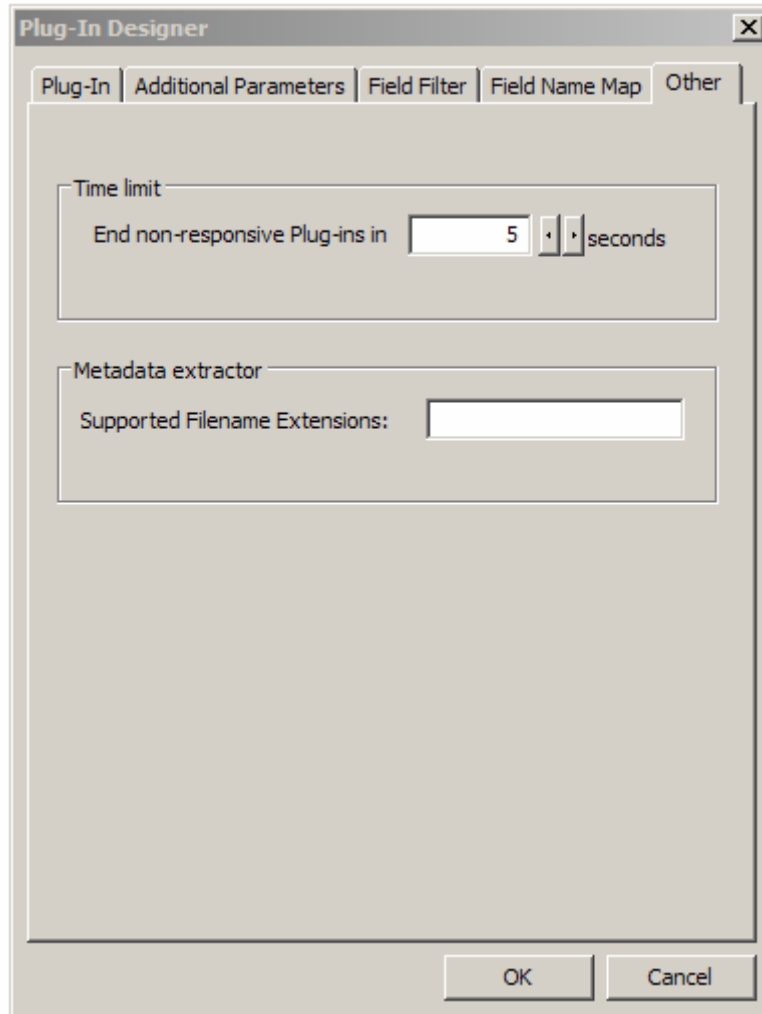 Plug-In Designer
Plug-In Additional Parameters Field Filter Field Name Map Other
Time limit
End non-responsive Plug-ins in 5 seconds
Metadata extractor
Supported Filename Extensions:
OK Cancel